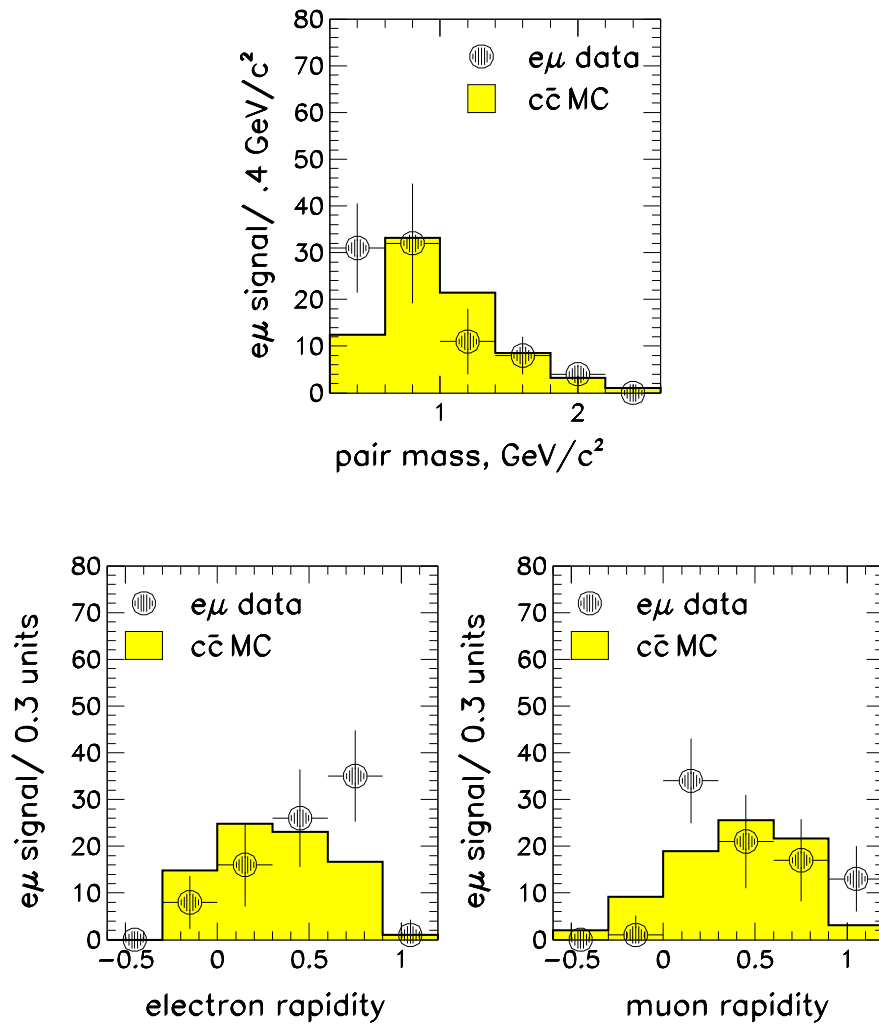 80
70
60
50
40
30
20
10
0
eμ signal/ .4 GeV/c²
eμ data
cc̄ MC
1 2
pair mass, GeV/c²
80
70
60
50
40
30
20
10
0
eμ signal/ 0.3 units
eμ data
cc̄ MC
−0.5 0 0.5 1
electron rapidity
80
70
60
50
40
30
20
10
0
eμ signal/ 0.3 units
eμ data
cc̄ MC
−0.5 0 0.5 1
muon rapidity